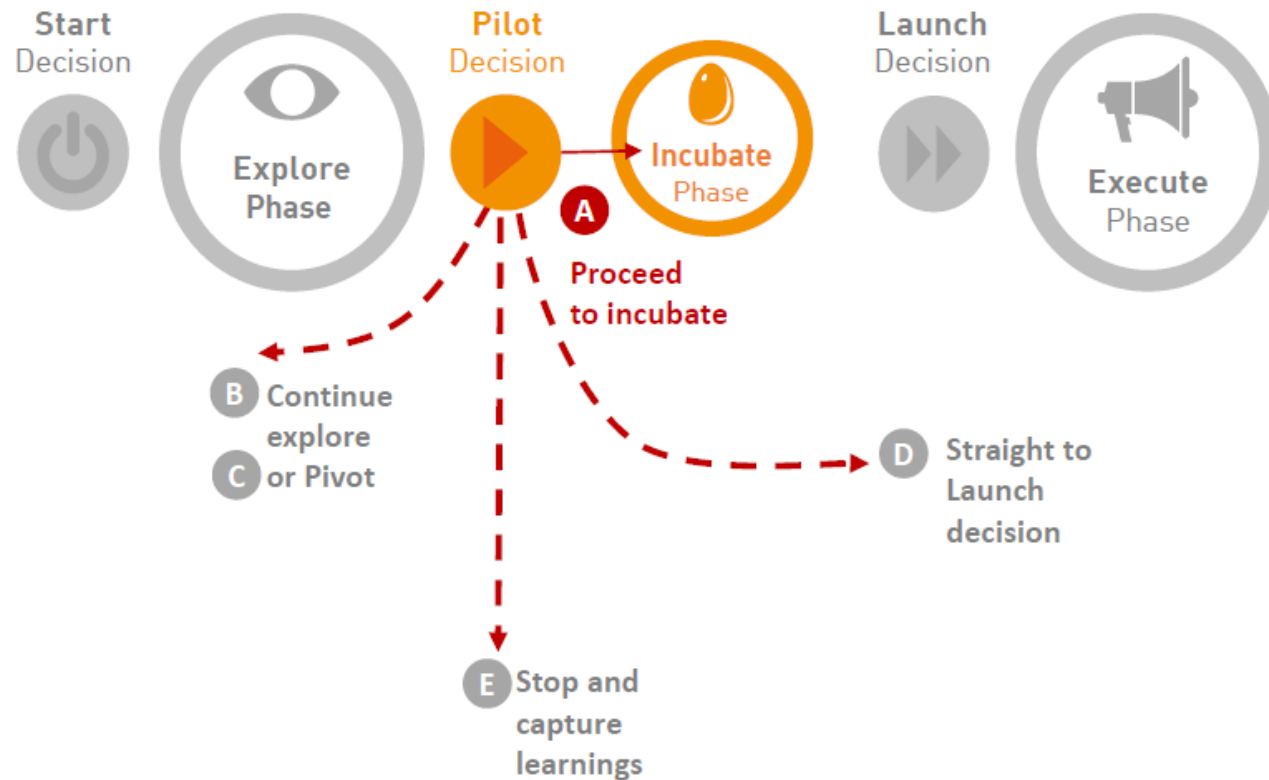 Start
Decision
Explore
Phase
Pilot
Decision
Incubate
Phase
Launch
Decision
Execute
Phase
A
Proceed
to incubate
B Continue
explore
C or Pivot
D Straight to
Launch
decision
E Stop and
capture
learnings